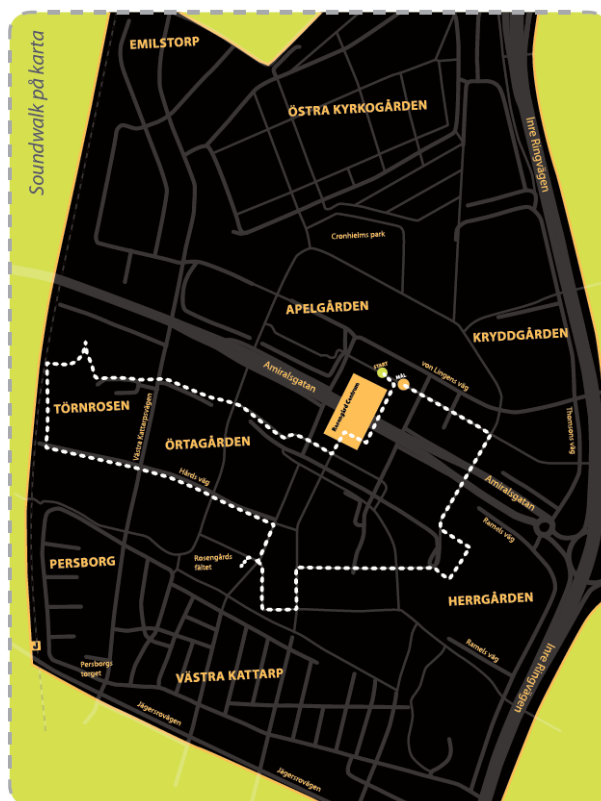 Soundwalk på karta
EMILSTORP
ÖSTRA KYRKOGÅRDEN
Inre Ringvägen
Cronhielms park
APELGÅRDEN
KRYDDGÅRDEN
START
MÅL
von Lingens väg
Amiralsgatan
Rosengård Centrum
TÖRNROSEN
Västra Kattarpsvägen
ÖRTAGÅRDEN
Thomsons väg
Hårds väg
Amiralsgatan
Ramels väg
Rosengårds
fältet
PERSBORG
HERRGÅRDEN
Ramels väg
Inre Ringvägen
Persborgs
torget
VÄSTRA KATTARP
Jägersrovägen
Jägersrovägen